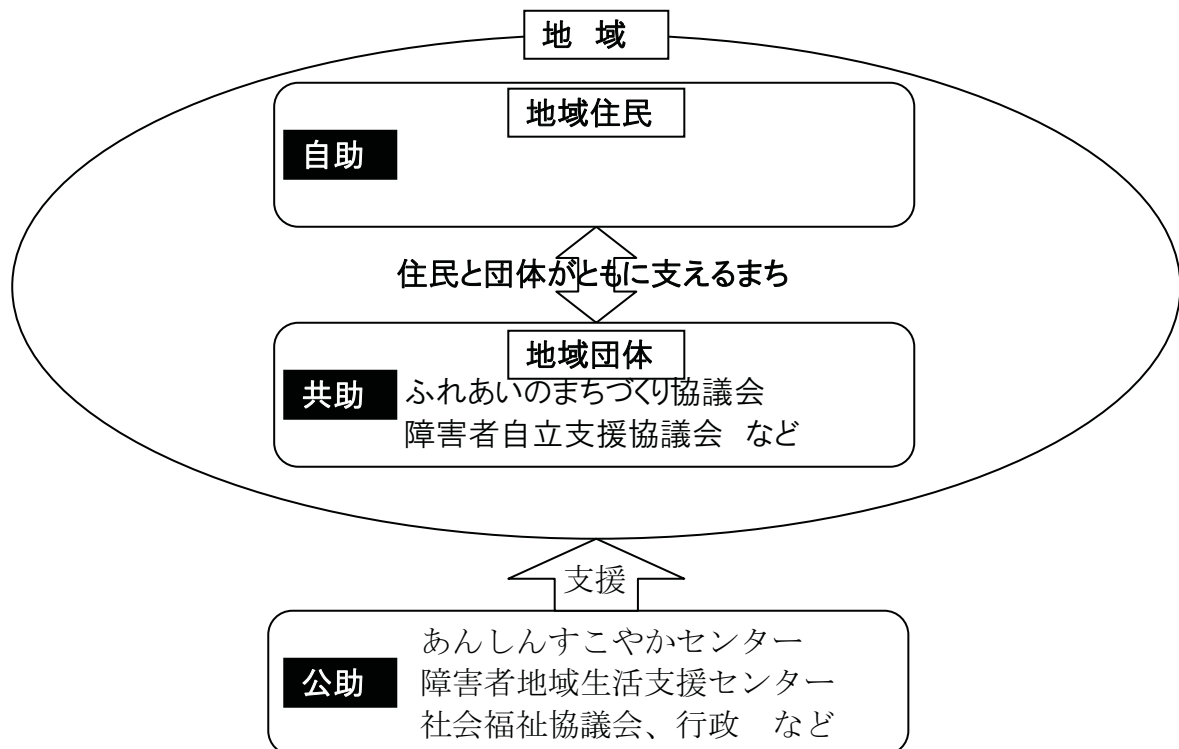 地 域
地域住民
自助
住民と団体がともに支えるまち
地域団体
共助
ふれあいのまちづくり協議会
障害者自立支援協議会 など
支援
あんしんすこやかセンター
公助
障害者地域生活支援センター
社会福祉協議会、行政 など